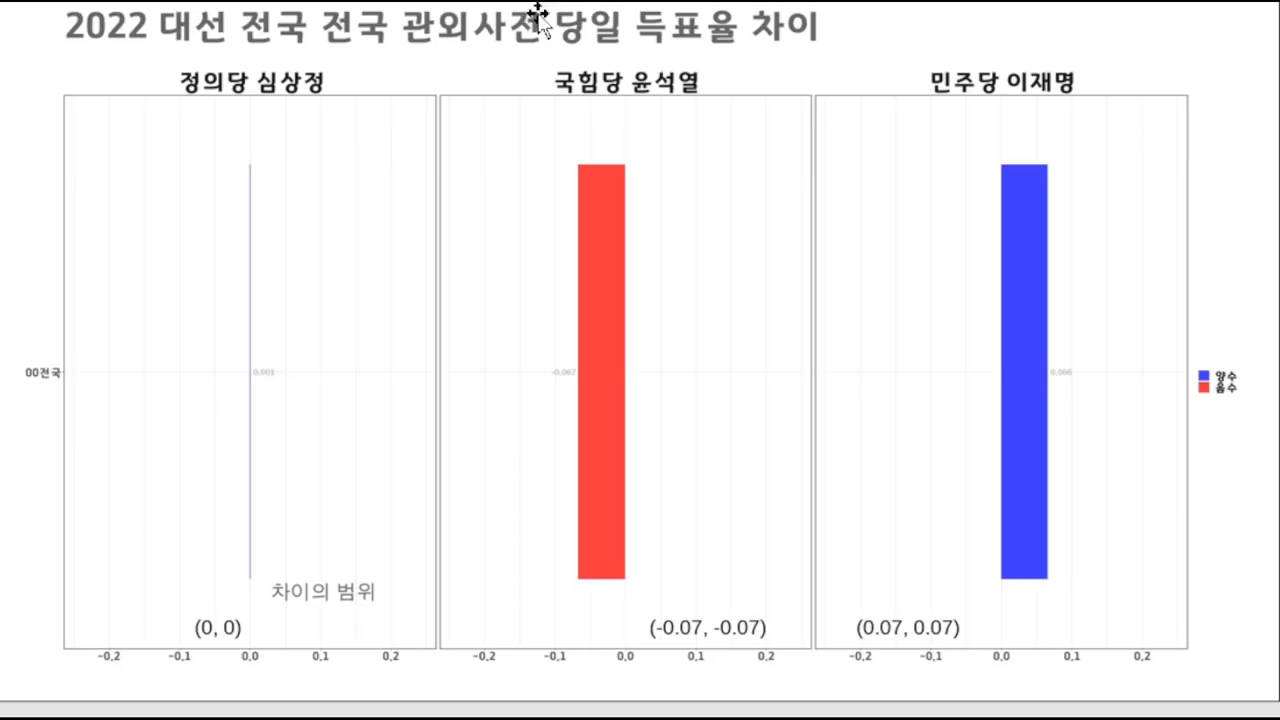 2022 대선 전국 전국 관외사전 당일 득표율 차이
정의당 심상정
국힘당 윤석열
민주당 이재명
00전국
0.001
-0.067
0.066
양수
음수
차이의 범위
(0, 0)
(-0.07, -0.07)
(0.07, 0.07)
-0.2 -0.1 0.0 0.1 0.2
-0.2 -0.1 0.0 0.1 0.2
-0.2 -0.1 0.0 0.1 0.2